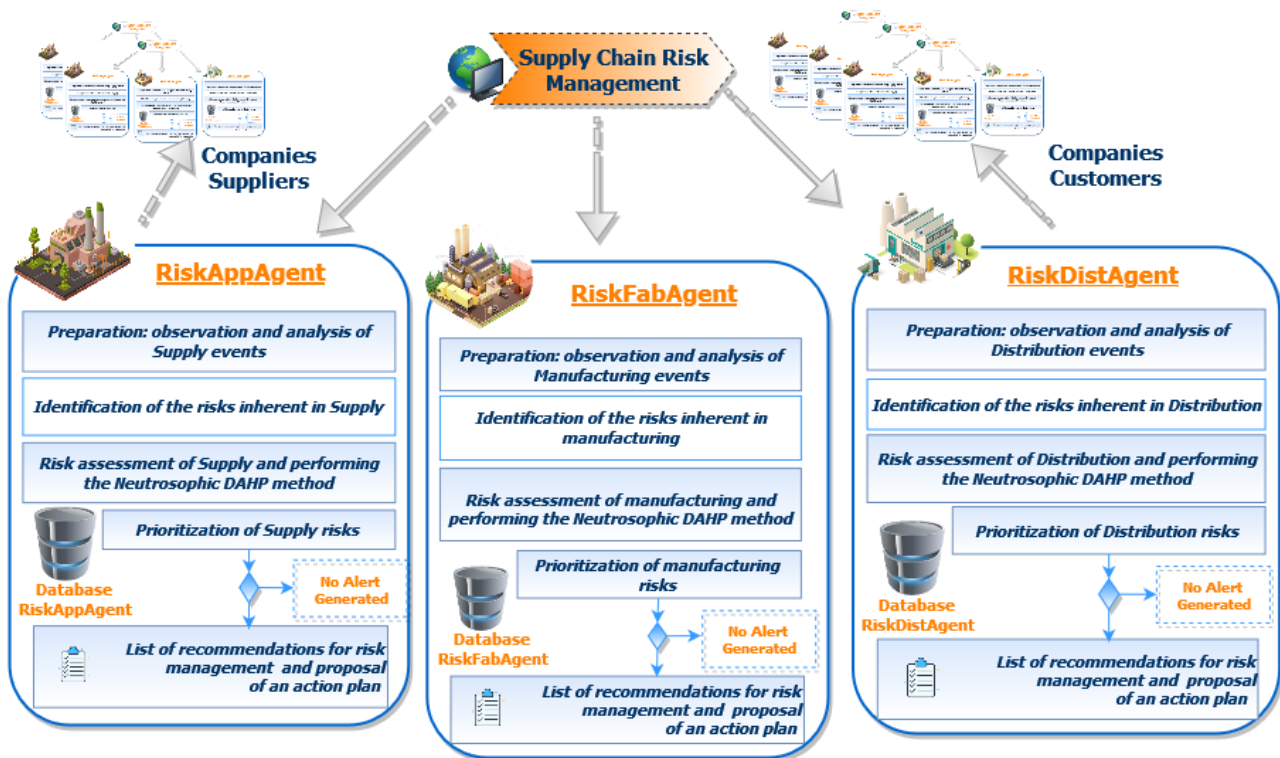 Supply Chain Risk
Management
Companies
Suppliers
Companies
Customers
RiskAppAgent
Preparation: observation and analysis of
Supply events
Identification of the risks inherent in Supply
Risk assessment of Supply and performing
the Neutrosophic DAHP method
Prioritization of Supply risks
Database
RiskAppAgent
No Alert
Generated
List of recommendations for risk
management and proposal
of an action plan
RiskFabAgent
Preparation: observation and analysis of
Manufacturing events
Identification of the risks inherent in
manufacturing
Risk assessment of manufacturing and
performing the Neutrosophic DAHP method
Prioritization of manufacturing
risks
Database
RiskFabAgent
No Alert
Generated
List of recommendations for risk
management and proposal
of an action plan
RiskDistAgent
Preparation: observation and analysis of
Distribution events
Identification of the risks inherent in Distribution
Risk assessment of Distribution and performing
the Neutrosophic DAHP method
Prioritization of Distribution risks
Database
RiskDistAgent
No Alert
Generated
List of recommendations for risk
management and proposal
of an action plan